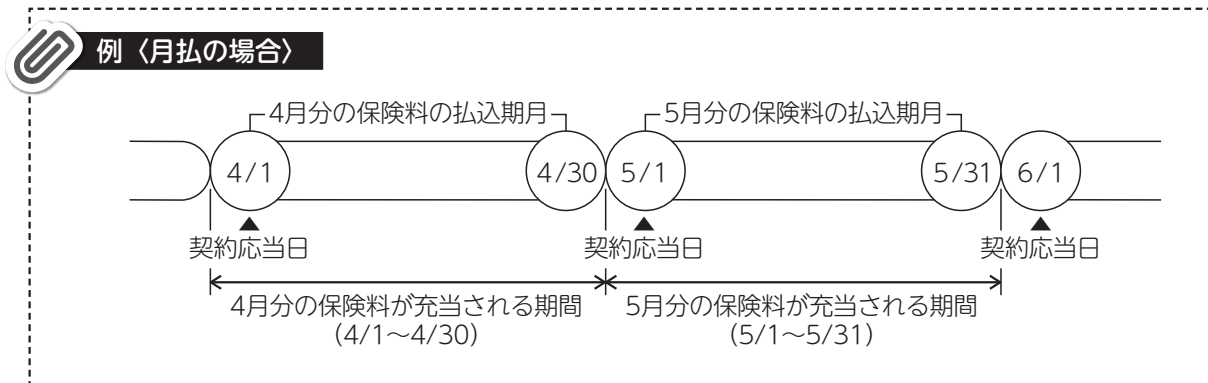 例〈月払の場合〉
4月分の保険料の払込期月 5月分の保険料の払込期月
4/1 4/30 5/1 5/31 6/1
契約応当日 契約応当日 契約応当日
4月分の保険料が充当される期間 5月分の保険料が充当される期間
(4/1～4/30) (5/1～5/31)